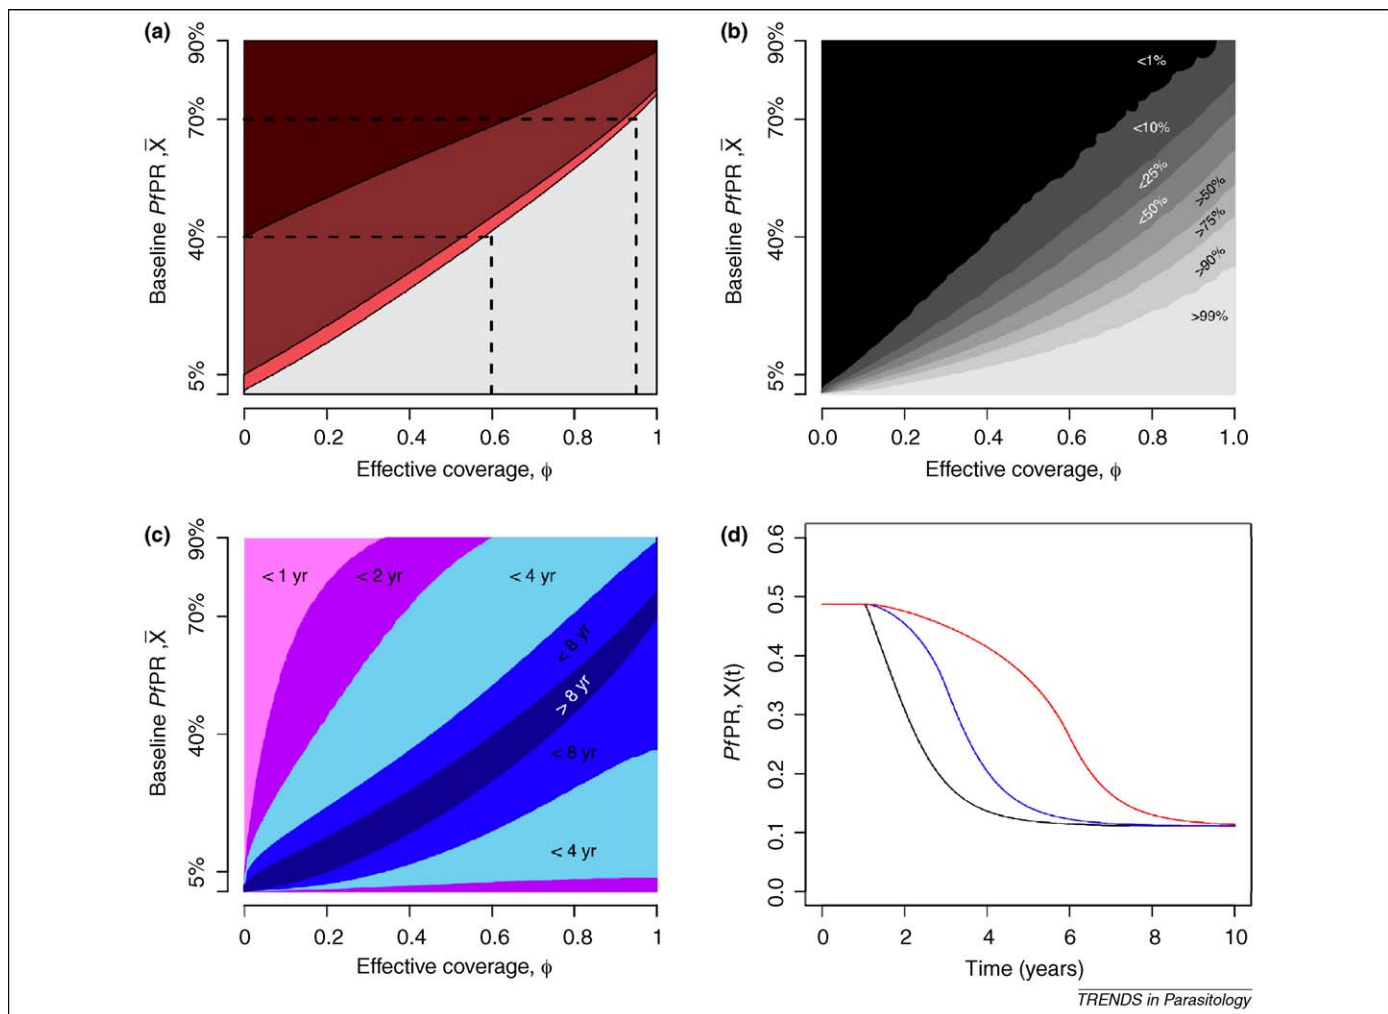 (a)
90%
70%
40%
5%
Baseline PfPR ,X̄
0 0.2 0.4 0.6 0.8 1
Effective coverage, ϕ
(b)
90%
70%
40%
5%
Baseline PfPR ,X̄
<1%
<10%
<25%
<50%
>50%
>75%
>90%
>99%
0.0 0.2 0.4 0.6 0.8 1.0
Effective coverage, ϕ
(c)
90%
70%
40%
5%
Baseline PfPR ,X̄
< 1 yr
< 2 yr
< 4 yr
< 8 yr
> 8 yr
< 8 yr
< 4 yr
0 0.2 0.4 0.6 0.8 1
Effective coverage, ϕ
(d)
0.6
0.5
0.4
0.3
0.2
0.1
0.0
PfPR, X(t)
0 2 4 6 8 10
Time (years)
TRENDS in Parasitology